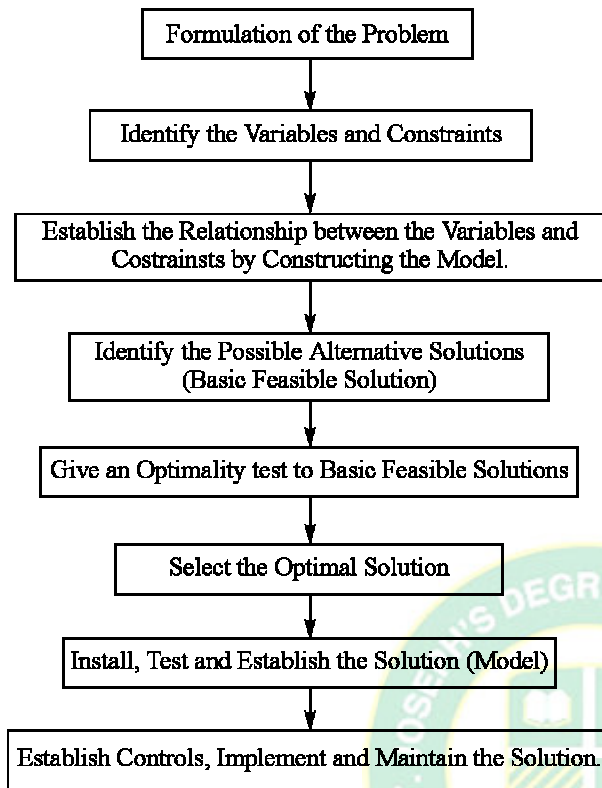 Formulation of the Problem
Identify the Variables and Constraints
Establish the Relationship between the Variables and
Costrainsts by Constructing the Model.
Identify the Possible Alternative Solutions
(Basic Feasible Solution)
Give an Optimality test to Basic Feasible Solutions
Select the Optimal Solution
Install, Test and Establish the Solution (Model)
Establish Controls, Implement and Maintain the Solution.
OSEPH'S DEGR